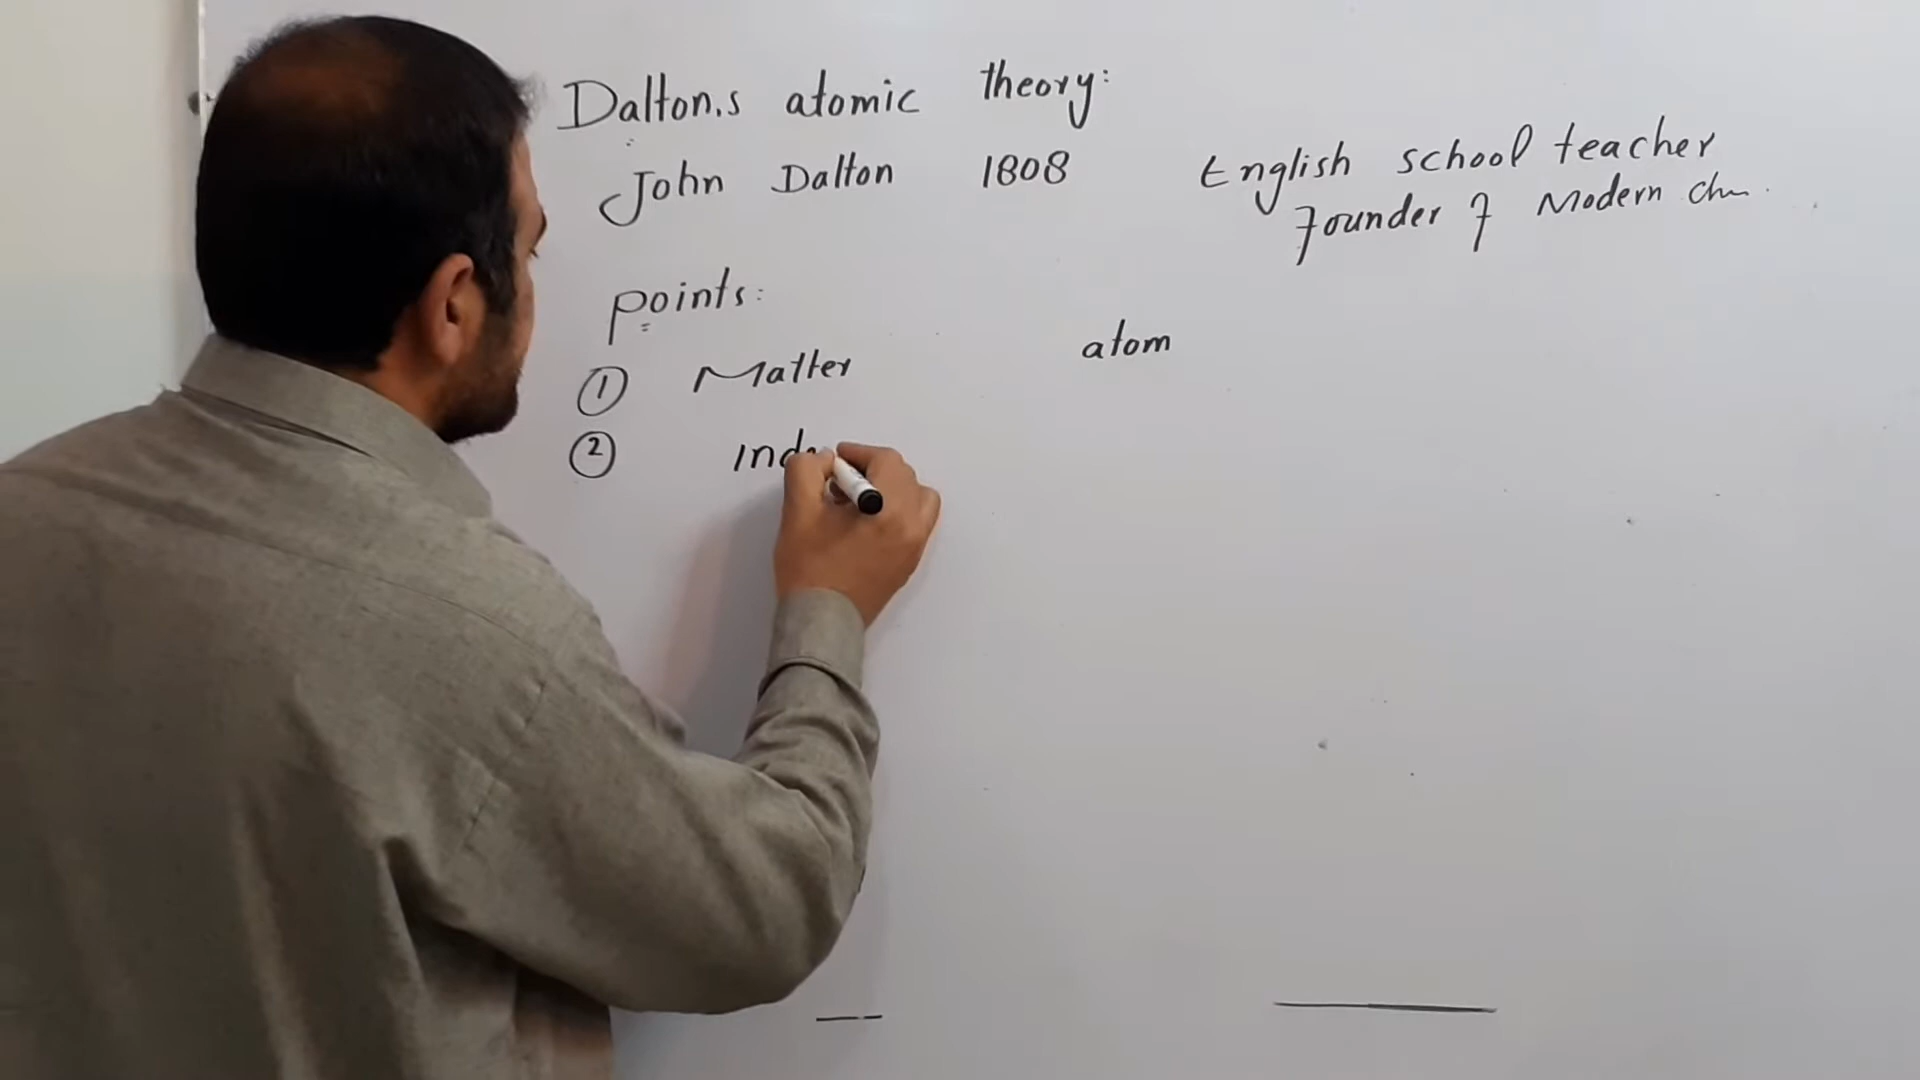 Dalton.s atomic theory:
John Dalton 1808
English school teacher
Founder of Modern
points:
① Matter atom
② Ind